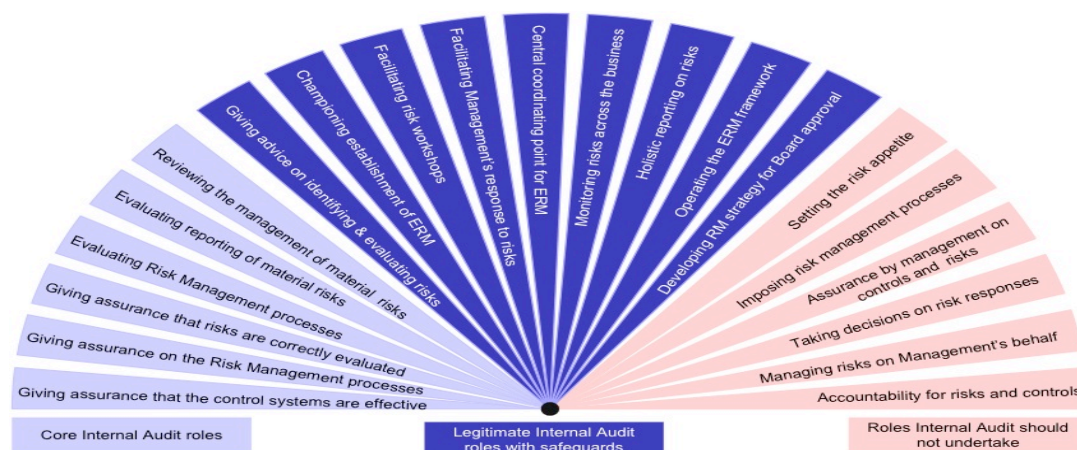 Giving assurance that the control systems are effective
Giving assurance on the Risk Management processes
Giving assurance that risks are correctly evaluated
Evaluating Risk Management processes
Evaluating reporting of material risks
Reviewing the management of material risks
Giving advice on identifying & evaluating risks
Championing establishment of ERM
Facilitating risk workshops
Facilitating Management's response to risks
Central coordinating point for ERM
Monitoring risks across the business
Holistic reporting on risks
Operating the ERM framework
Developing RM strategy for Board approval
Setting the risk appetite
Imposing risk management processes
Assurance by management on
controls and risks
Taking decisions on risk responses
Managing risks on Management's behalf
Accountability for risks and controls
Core Internal Audit roles
Legitimate Internal Audit
roles with safeguards
Roles Internal Audit should
not undertake